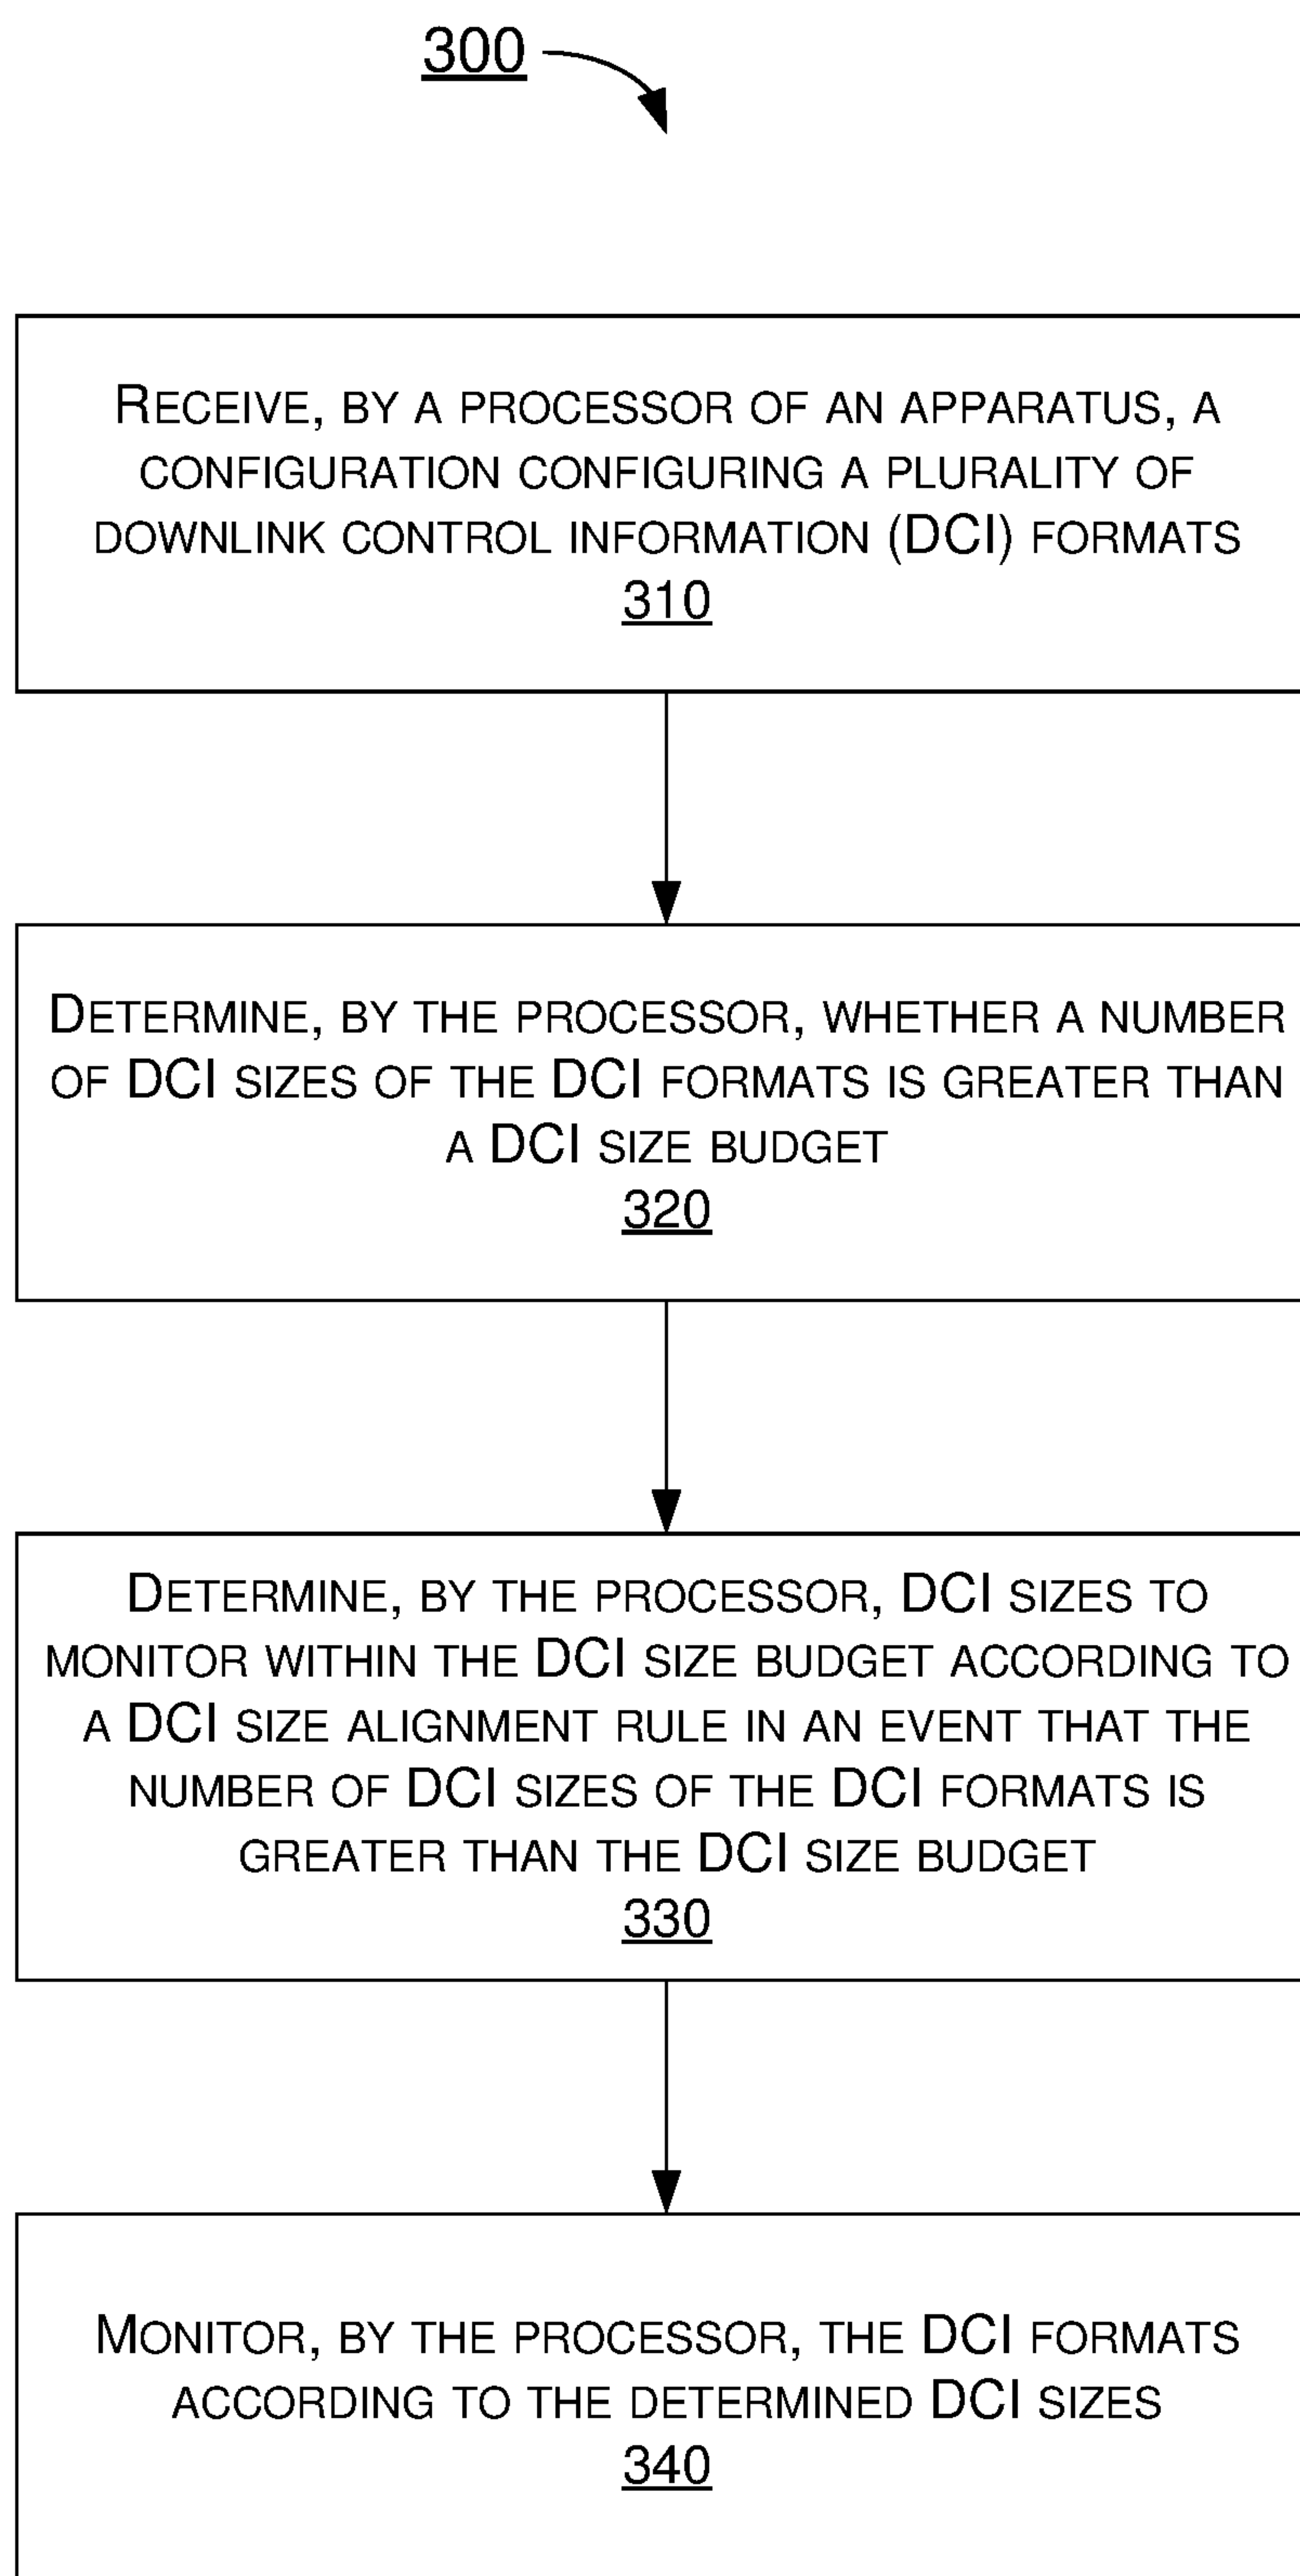 300
RECEIVE, BY A PROCESSOR OF AN APPARATUS, A
CONFIGURATION CONFIGURING A PLURALITY OF
DOWNLINK CONTROL INFORMATION (DCI) FORMATS
310
DETERMINE, BY THE PROCESSOR, WHETHER A NUMBER
OF DCI SIZES OF THE DCI FORMATS IS GREATER THAN
A DCI SIZE BUDGET
320
DETERMINE, BY THE PROCESSOR, DCI SIZES TO
MONITOR WITHIN THE DCI SIZE BUDGET ACCORDING TO
A DCI SIZE ALIGNMENT RULE IN AN EVENT THAT THE
NUMBER OF DCI SIZES OF THE DCI FORMATS IS
GREATER THAN THE DCI SIZE BUDGET
330
MONITOR, BY THE PROCESSOR, THE DCI FORMATS
ACCORDING TO THE DETERMINED DCI SIZES
340